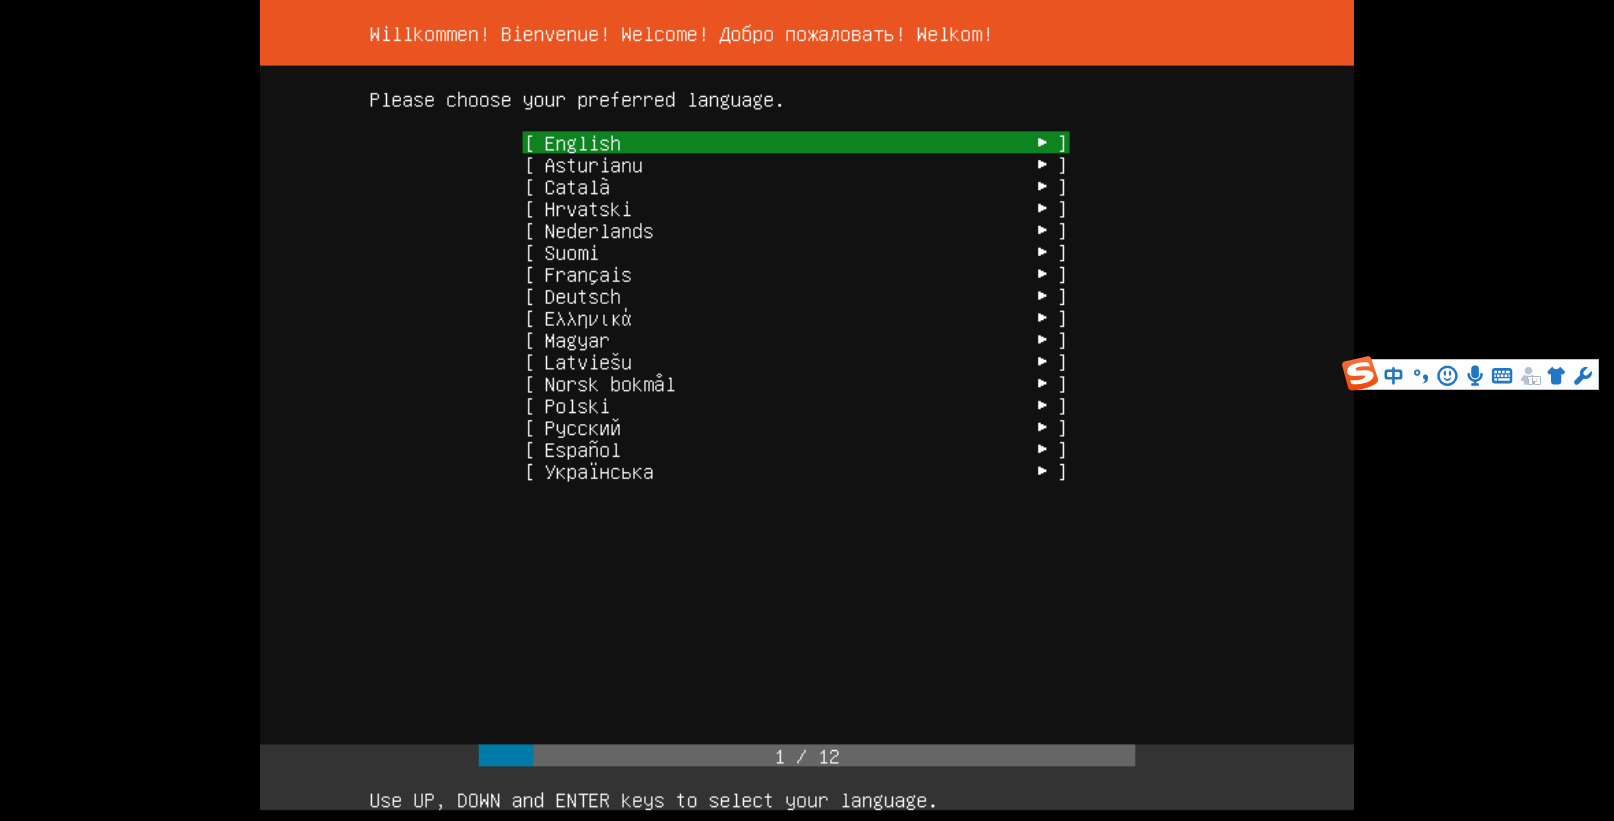 Willkommen! Bienvenue! Welcome! Добро пожаловать! Welkom!
Please choose your preferred language.
[ English ► ]
[ Asturianu ► ]
[ Català ► ]
[ Hrvatski ► ]
[ Nederlands ► ]
[ Suomi ► ]
[ Français ► ]
[ Deutsch ► ]
[ Ελληνικά ► ]
[ Magyar ► ]
[ Latviešu ► ]
[ Norsk bokmål ► ]
[ Polski ► ]
[ Русский ► ]
[ Español ► ]
[ Українська ► ]
S 中 °,
1 / 12
Use UP, DOWN and ENTER keys to select your language.